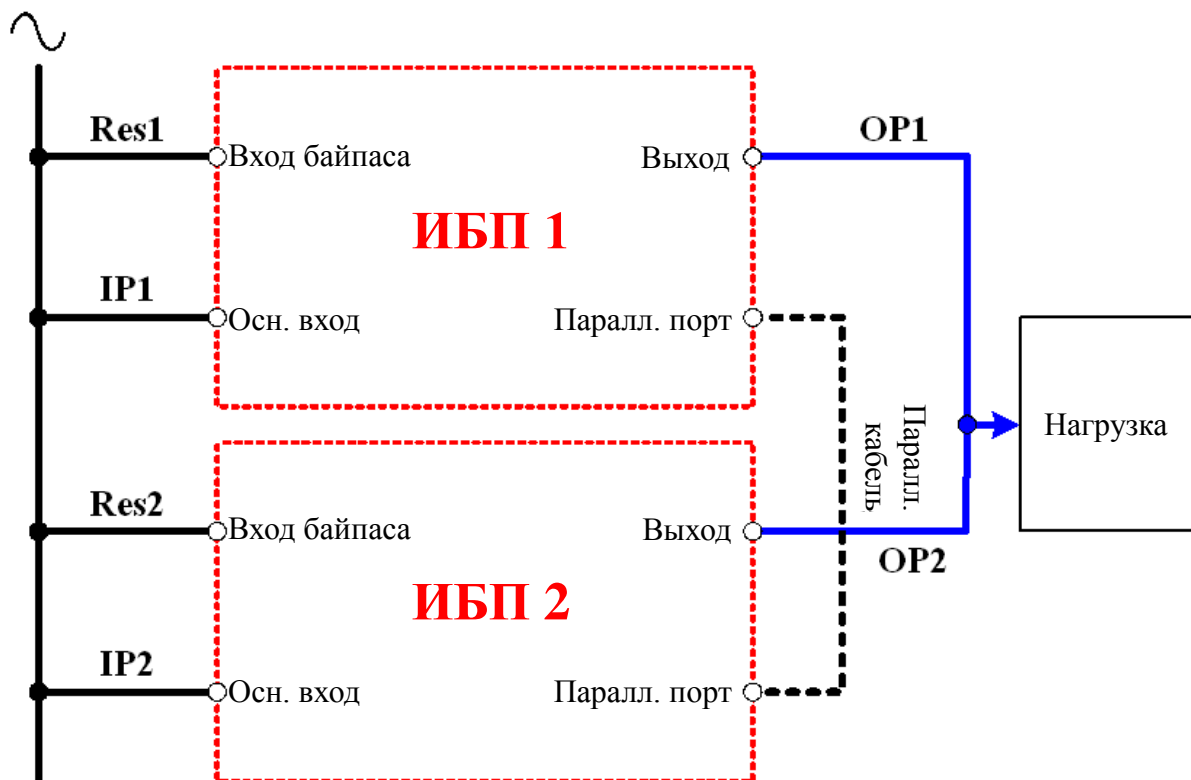 Res1
OP1
Вход байпаса
Выход
ИБП 1
IP1
Осн. вход
Паралл. порт
Паралл.
кабель
Нагрузка
Res2
Вход байпаса
Выход
OP2
ИБП 2
IP2
Осн. вход
Паралл. порт